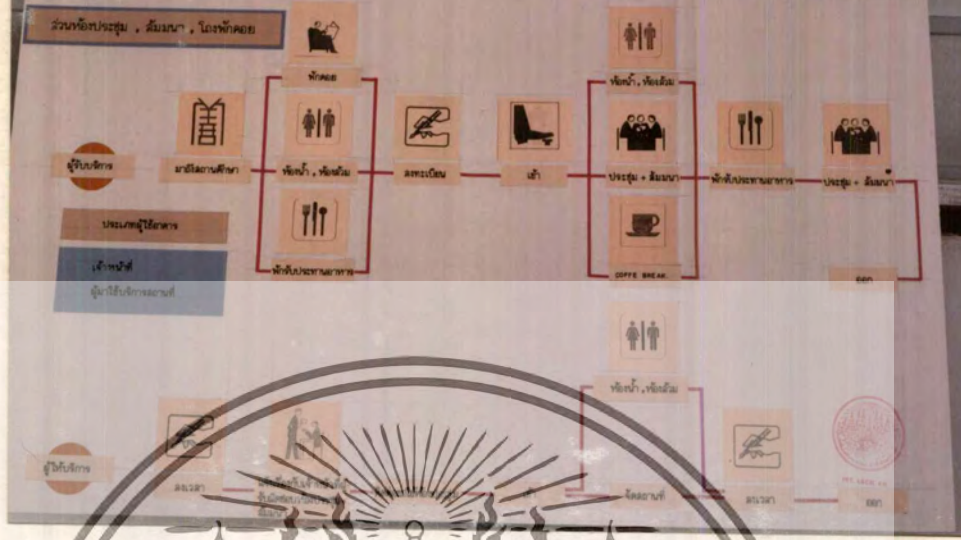 ส่วนห้องประชุม , สัมมนา , โถงพักคอย
พักคอย
ห้องน้ำ , ห้องส้วม
ผู้รับบริการ
มายังสถานศึกษา
ห้องน้ำ , ห้องส้วม
ลงทะเบียน
เข้า
ประชุม + สัมมนา
พักรับประทานอาหาร
ประชุม + สัมมนา
ประเภทผู้ใช้อาคาร
เจ้าหน้าที่
ผู้มาใช้บริการสถานที่
พักรับประทานอาหาร
COFFE BREAK.
ออก
ห้องน้ำ , ห้องส้วม
ผู้ให้บริการ
ลงเวลา
เข้า
จัดสถานที่
ลงเวลา
ออก